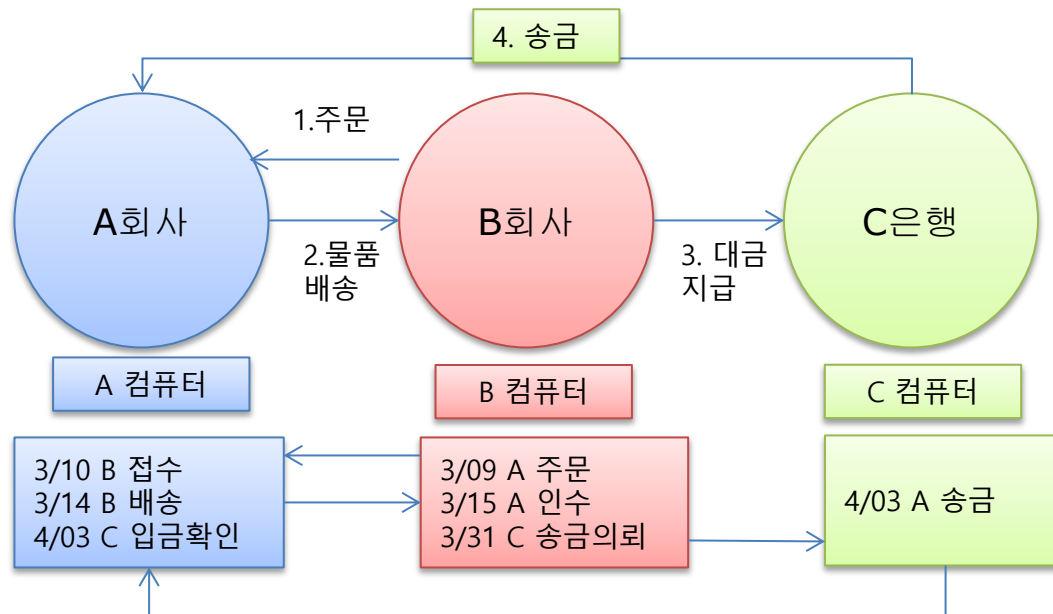 4. 송금
1.주문
A회사
B회사
C은행
2.물품
배송
3. 대금
지급
A 컴퓨터
B 컴퓨터
C 컴퓨터
3/10 B 접수
3/14 B 배송
4/03 C 입금확인
3/09 A 주문
3/15 A 인수
3/31 C 송금의뢰
4/03 A 송금